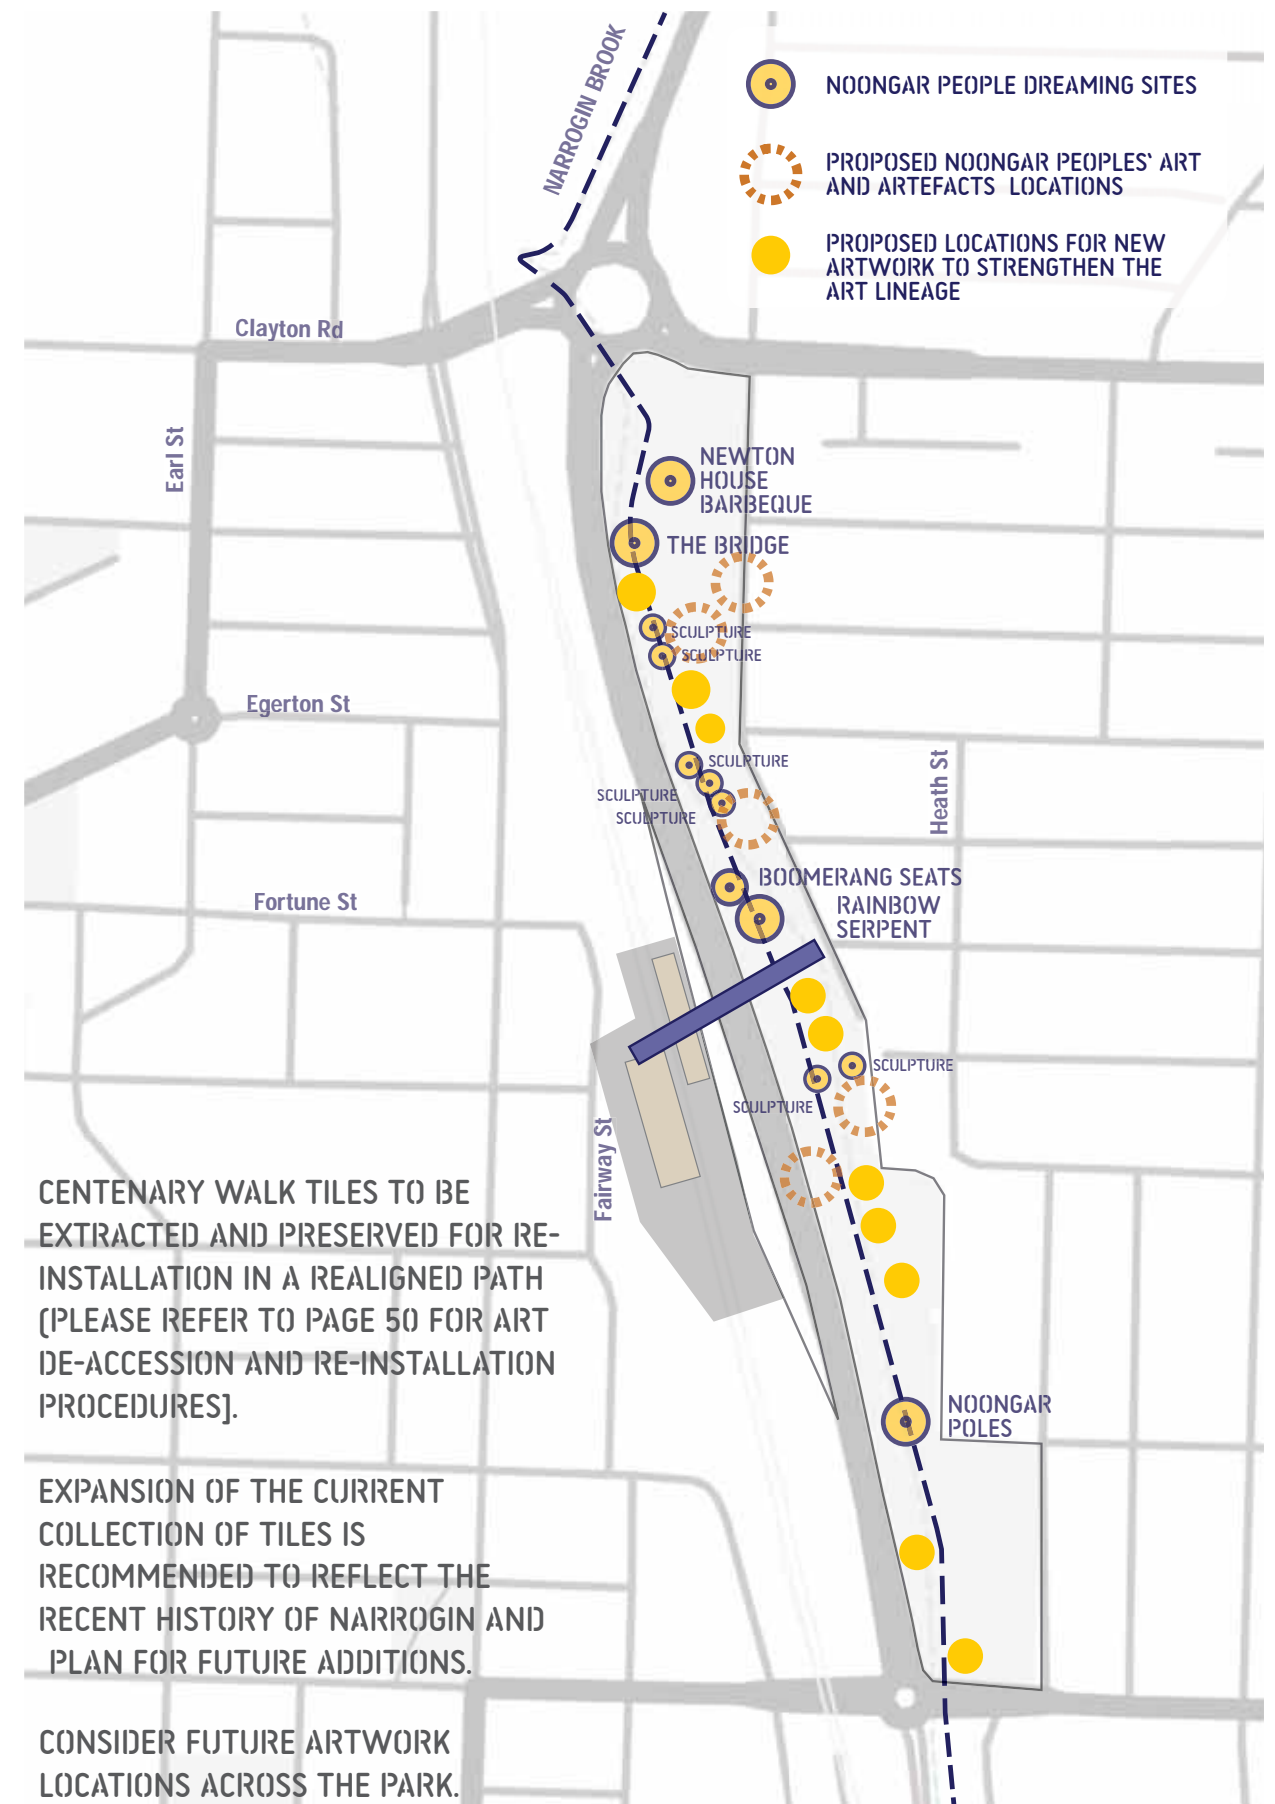 NARROGIN BROOK
NOONGAR PEOPLE DREAMING SITES
PROPOSED NOONGAR PEOPLES' ART
AND ARTEFACTS LOCATIONS
PROPOSED LOCATIONS FOR NEW
ARTWORK TO STRENGTHEN THE
ART LINEAGE
Clayton Rd
Earl St
NEWTON
HOUSE
BARBEQUE
THE BRIDGE
SCULPTURE
SCULPTURE
Egerton St
SCULPTURE
SCULPTURE
SCULPTURE
Heath St
BOOMERANG SEATS
RAINBOW
SERPENT
Fortune St
SCULPTURE
SCULPTURE
Fairway St
CENTENARY WALK TILES TO BE
EXTRACTED AND PRESERVED FOR RE-
INSTALLATION IN A REALIGNED PATH
(PLEASE REFER TO PAGE 50 FOR ART
DE-ACCESSION AND RE-INSTALLATION
PROCEDURES].
NOONGAR
POLES
EXPANSION OF THE CURRENT
COLLECTION OF TILES IS
RECOMMENDED TO REFLECT THE
RECENT HISTORY OF NARROGIN AND
PLAN FOR FUTURE ADDITIONS.
CONSIDER FUTURE ARTWORK
LOCATIONS ACROSS THE PARK.